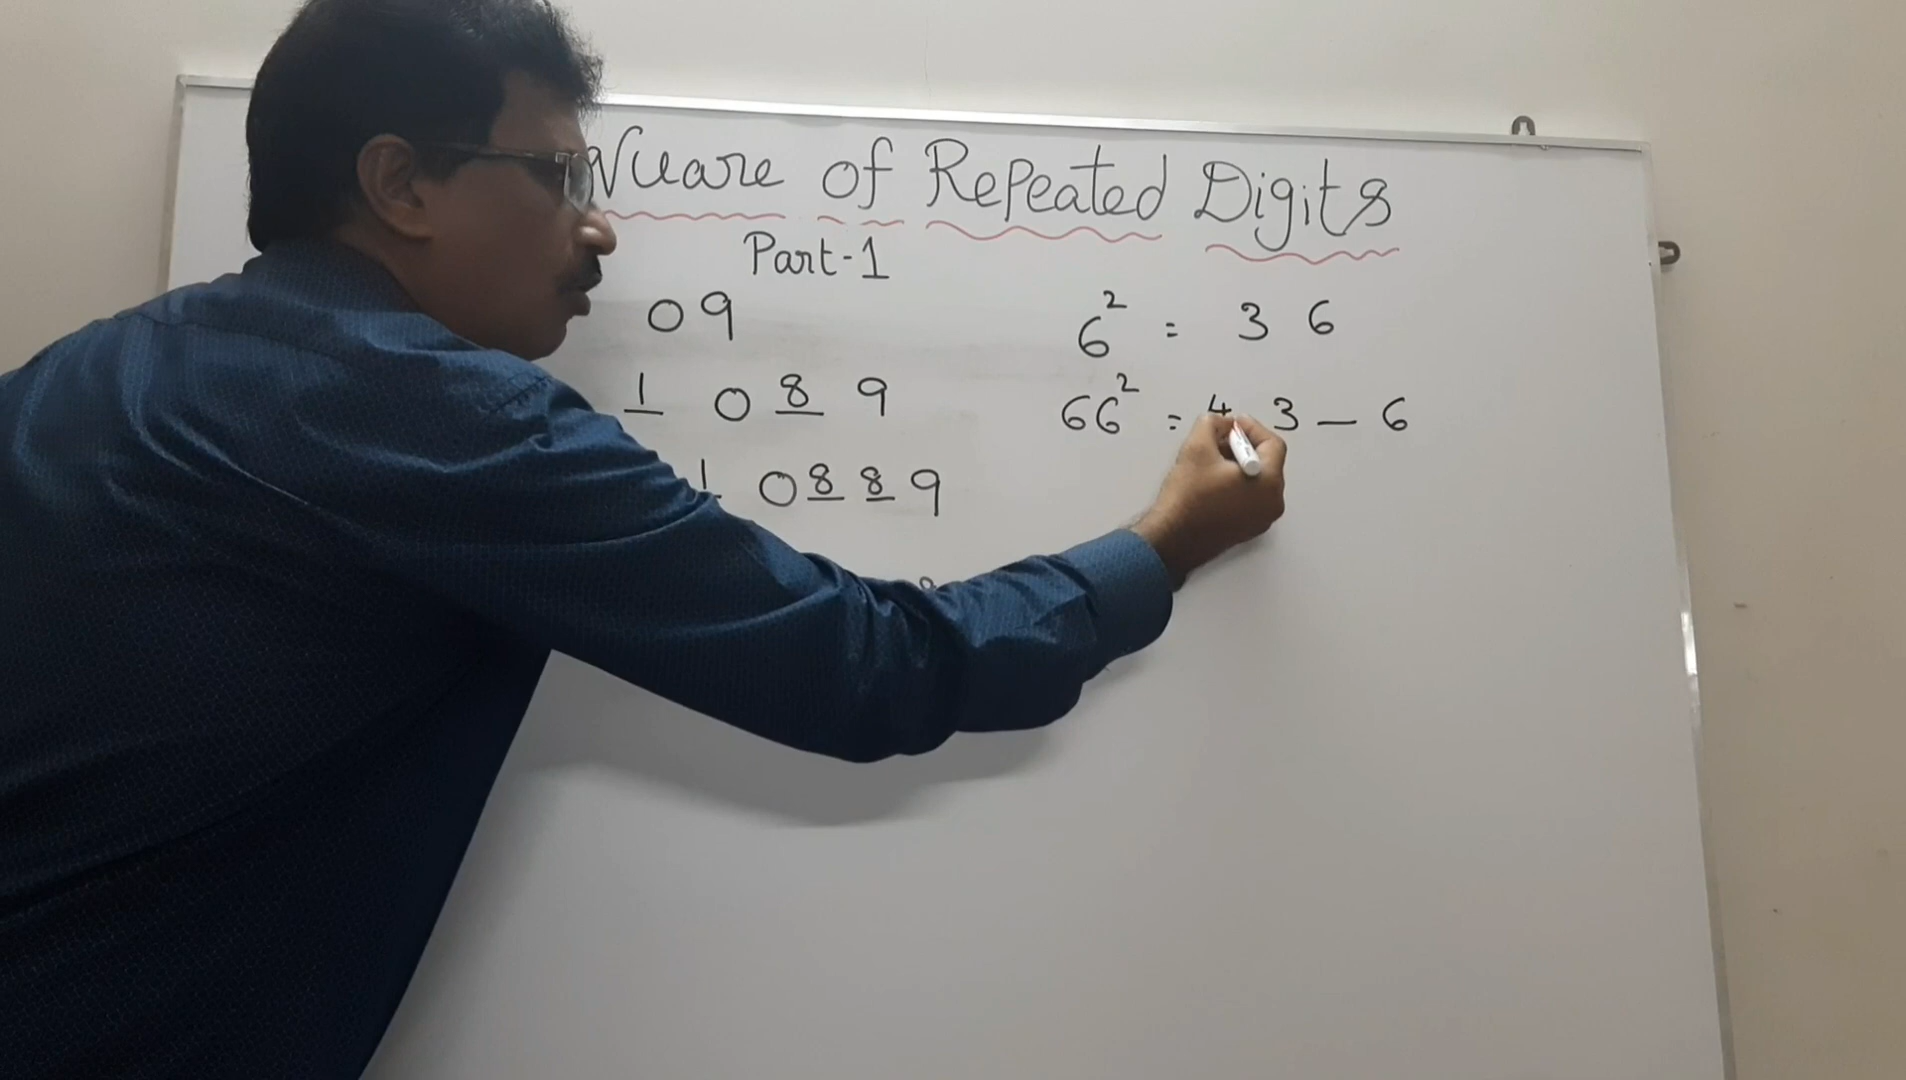 of Repeated Digits
Part-1
09
1 0 8 9
1 0 8 8 9
6² = 3 6
66² = 4 3 – 6